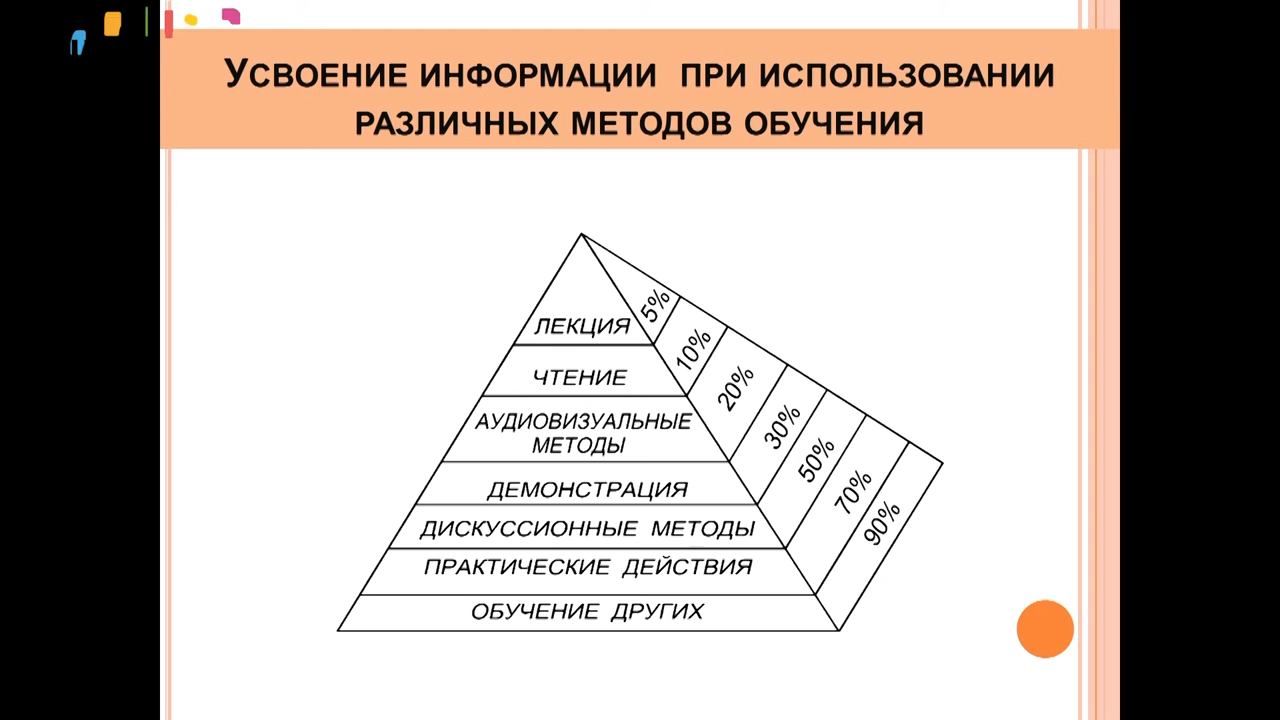 Усвоение информации при использовании
различных методов обучения
ЛЕКЦИЯ 5%
ЧТЕНИЕ 10%
АУДИОВИЗУАЛЬНЫЕ
МЕТОДЫ 20%
ДЕМОНСТРАЦИЯ 30%
ДИСКУССИОННЫЕ МЕТОДЫ 50%
ПРАКТИЧЕСКИЕ ДЕЙСТВИЯ 70%
ОБУЧЕНИЕ ДРУГИХ 90%